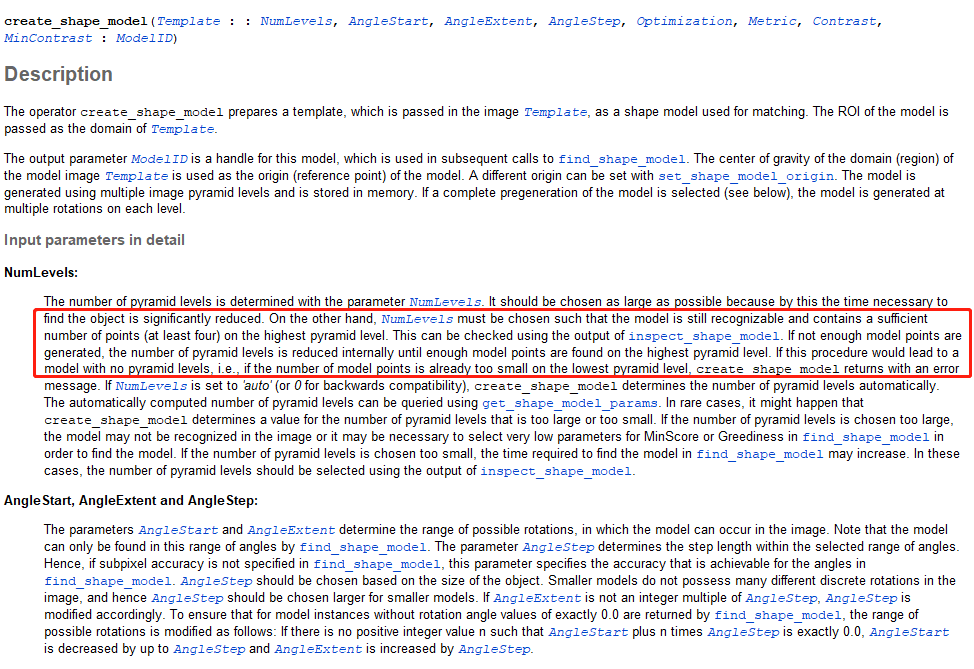 create_shape_model(Template : : NumLevels, AngleStart, AngleExtent, AngleStep, Optimization, Metric, Contrast,
MinContrast : ModelID)
Description
The operator create_shape_model prepares a template, which is passed in the image Template, as a shape model used for matching. The ROI of the model is
passed as the domain of Template.
The output parameter ModelID is a handle for this model, which is used in subsequent calls to find_shape_model. The center of gravity of the domain (region) of
the model image Template is used as the origin (reference point) of the model. A different origin can be set with set_shape_model_origin. The model is
generated using multiple image pyramid levels and is stored in memory. If a complete pregeneration of the model is selected (see below), the model is generated at
multiple rotations on each level.
Input parameters in detail
NumLevels:
The number of pyramid levels is determined with the parameter NumLevels. It should be chosen as large as possible because by this the time necessary to
find the object is significantly reduced. On the other hand, NumLevels must be chosen such that the model is still recognizable and contains a sufficient
number of points (at least four) on the highest pyramid level. This can be checked using the output of inspect_shape_model. If not enough model points are
generated, the number of pyramid levels is reduced internally until enough model points are found on the highest pyramid level. If this procedure would lead to a
model with no pyramid levels, i.e., if the number of model points is already too small on the lowest pyramid level, create_shape_model returns with an error
message. If NumLevels is set to 'auto' (or 0 for backwards compatibility), create_shape_model determines the number of pyramid levels automatically.
The automatically computed number of pyramid levels can be queried using get_shape_model_params. In rare cases, it might happen that
create_shape_model determines a value for the number of pyramid levels that is too large or too small. If the number of pyramid levels is chosen too large,
the model may not be recognized in the image or it may be necessary to select very low parameters for MinScore or Greediness in find_shape_model in
order to find the model. If the number of pyramid levels is chosen too small, the time required to find the model in find_shape_model may increase. In these
cases, the number of pyramid levels should be selected using the output of inspect_shape_model.
AngleStart, AngleExtent and AngleStep:
The parameters AngleStart and AngleExtent determine the range of possible rotations, in which the model can occur in the image. Note that the model
can only be found in this range of angles by find_shape_model. The parameter AngleStep determines the step length within the selected range of angles.
Hence, if subpixel accuracy is not specified in find_shape_model, this parameter specifies the accuracy that is achievable for the angles in
find_shape_model. AngleStep should be chosen based on the size of the object. Smaller models do not possess many different discrete rotations in the
image, and hence AngleStep should be chosen larger for smaller models. If AngleExtent is not an integer multiple of AngleStep, AngleStep is
modified accordingly. To ensure that for model instances without rotation angle values of exactly 0.0 are returned by find_shape_model, the range of
possible rotations is modified as follows: If there is no positive integer value n such that AngleStart plus n times AngleStep is exactly 0.0, AngleStart
is decreased by up to AngleStep and AngleExtent is increased by AngleStep.